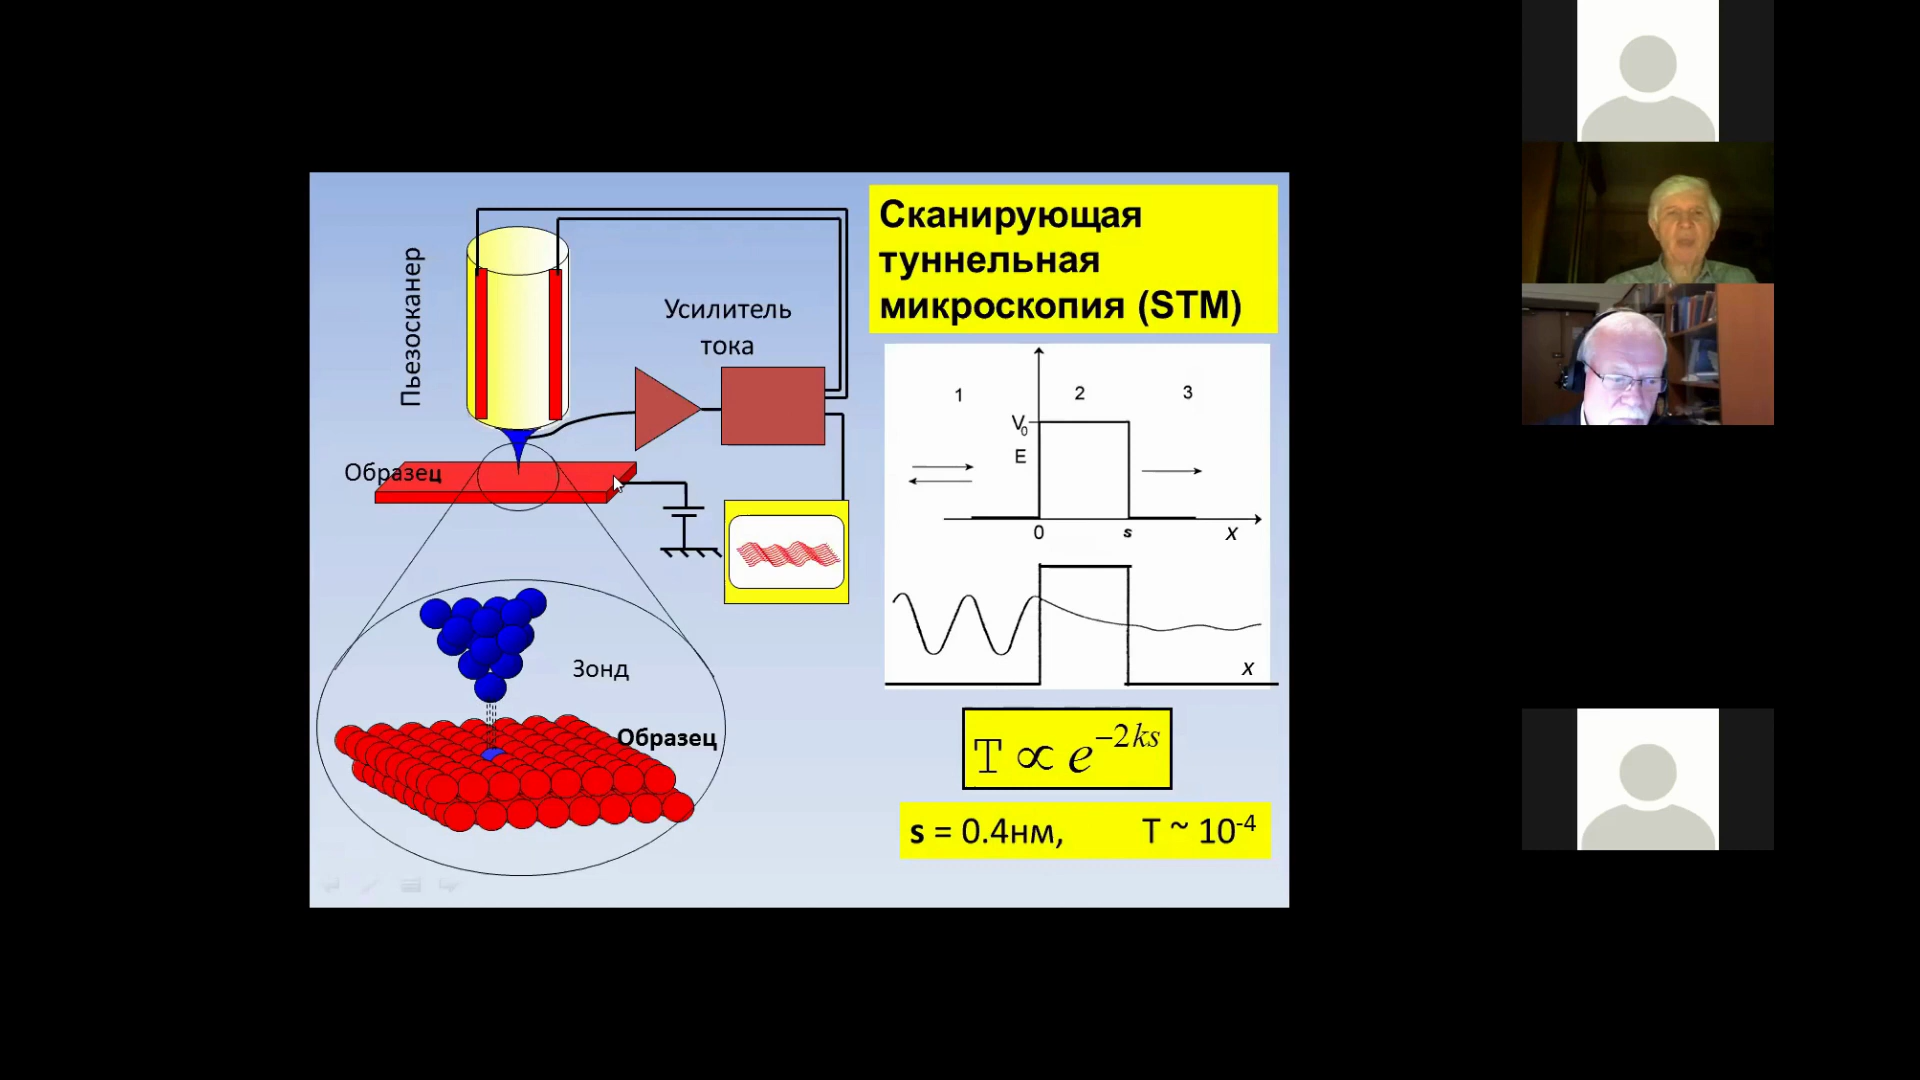 Сканирующая
туннельная
микроскопия (STM)
Пьезосканер
Усилитель
тока
Образец
Зонд
Образец
1
2
3
V₀
E
0
s
x
x
T ∝ e^{-2ks}
s = 0.4нм, T ~ 10⁻⁴